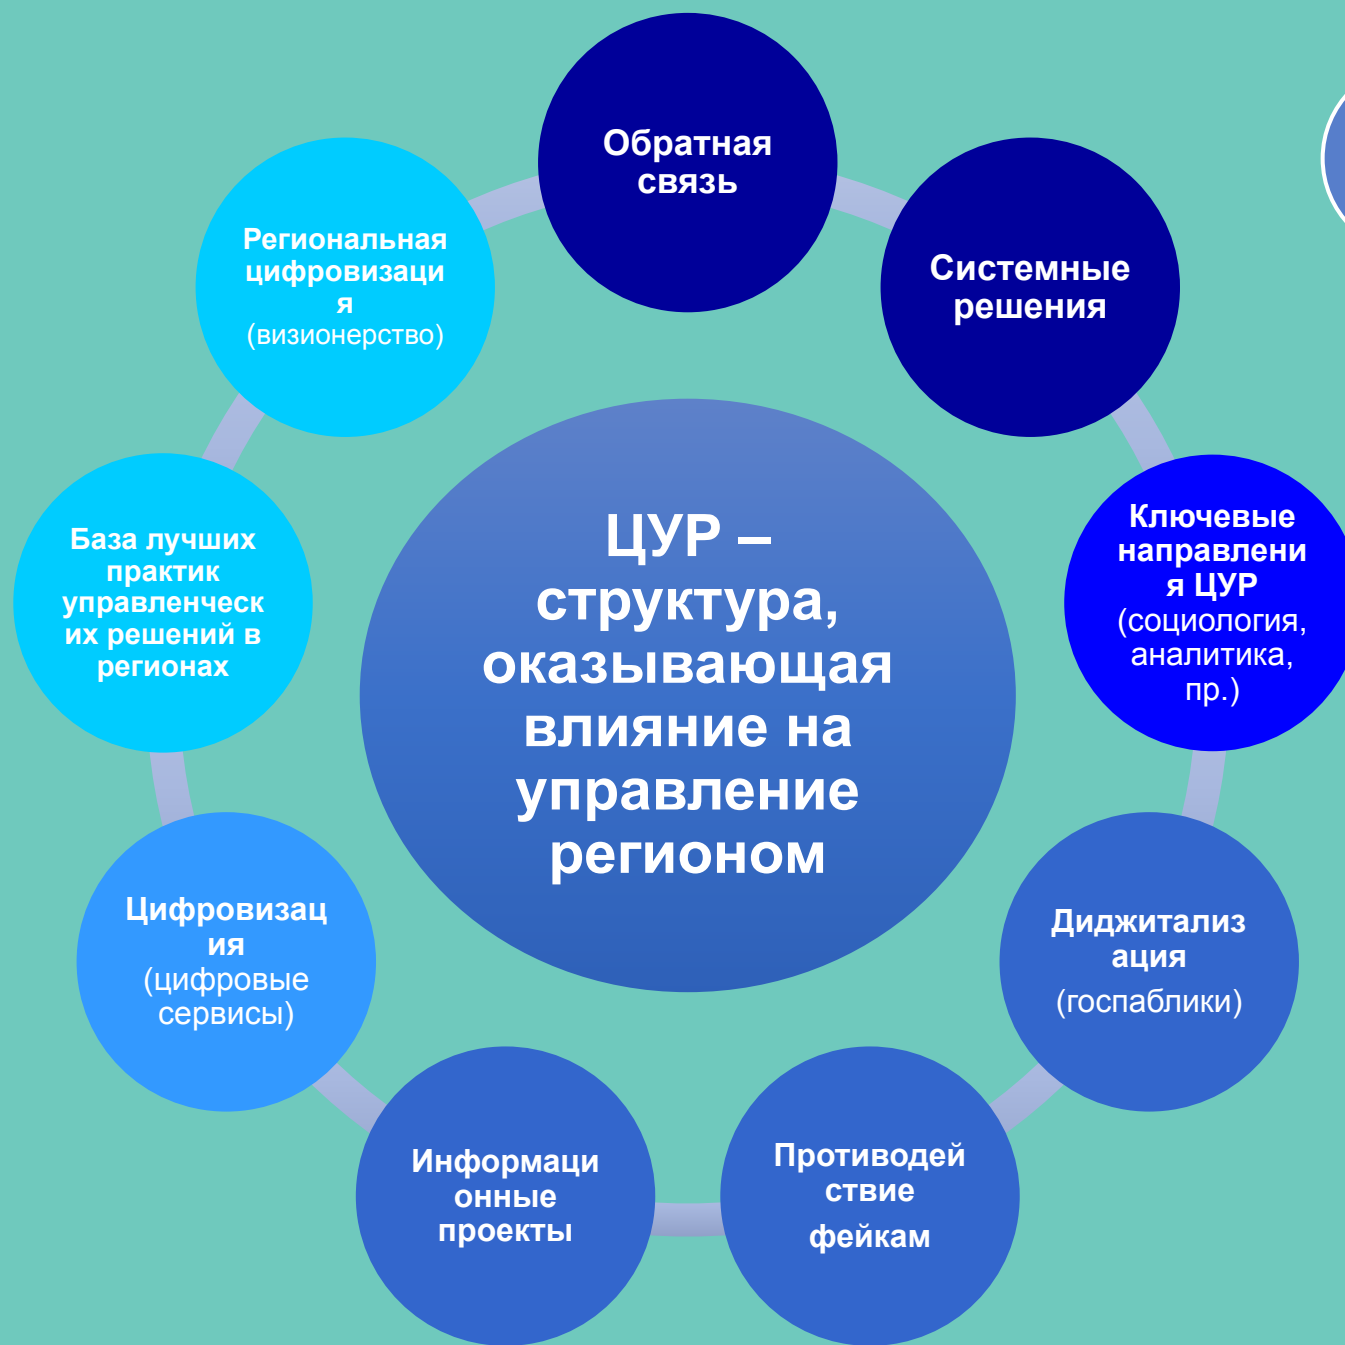 Обратная
связь
Системные
решения
Ключевые
направлени
я ЦУР
(социология,
аналитика,
пр.)
Диджитализ
ация
(госпаблики)
Противодей
ствие
фейкам
Информаци
онные
проекты
Цифровизац
ия
(цифровые
сервисы)
База лучших
практик
управленческ
их решений в
регионах
Региональная
цифровизаци
я
(визионерство)
ЦУР –
структура,
оказывающая
влияние на
управление
регионом